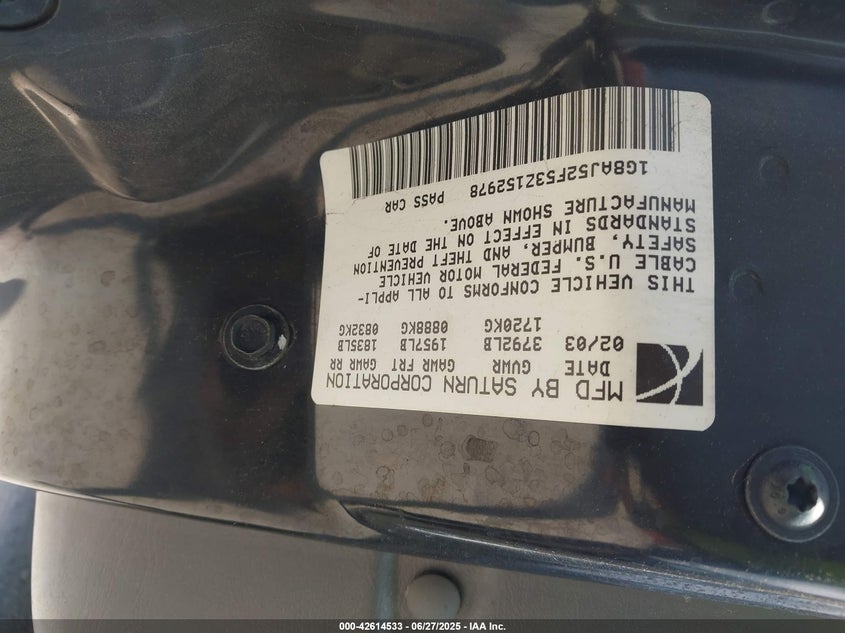 MFD BY SATURN CORPORATION
DATE GVWR GAWR FRT GAWR RR
02/03 3792LB 1957LB 1835LB
1720KG 0888KG 0832KG
THIS VEHICLE CONFORMS TO ALL APPLI-
CABLE U.S. FEDERAL MOTOR VEHICLE
SAFETY, BUMPER, AND THEFT PREVENTION
STANDARDS IN EFFECT ON THE DATE OF
MANUFACTURE SHOWN ABOVE.
1G8AJ52F53Z152978 PASS CAR
000-42614533 - 06/27/2025 - IAA Inc.